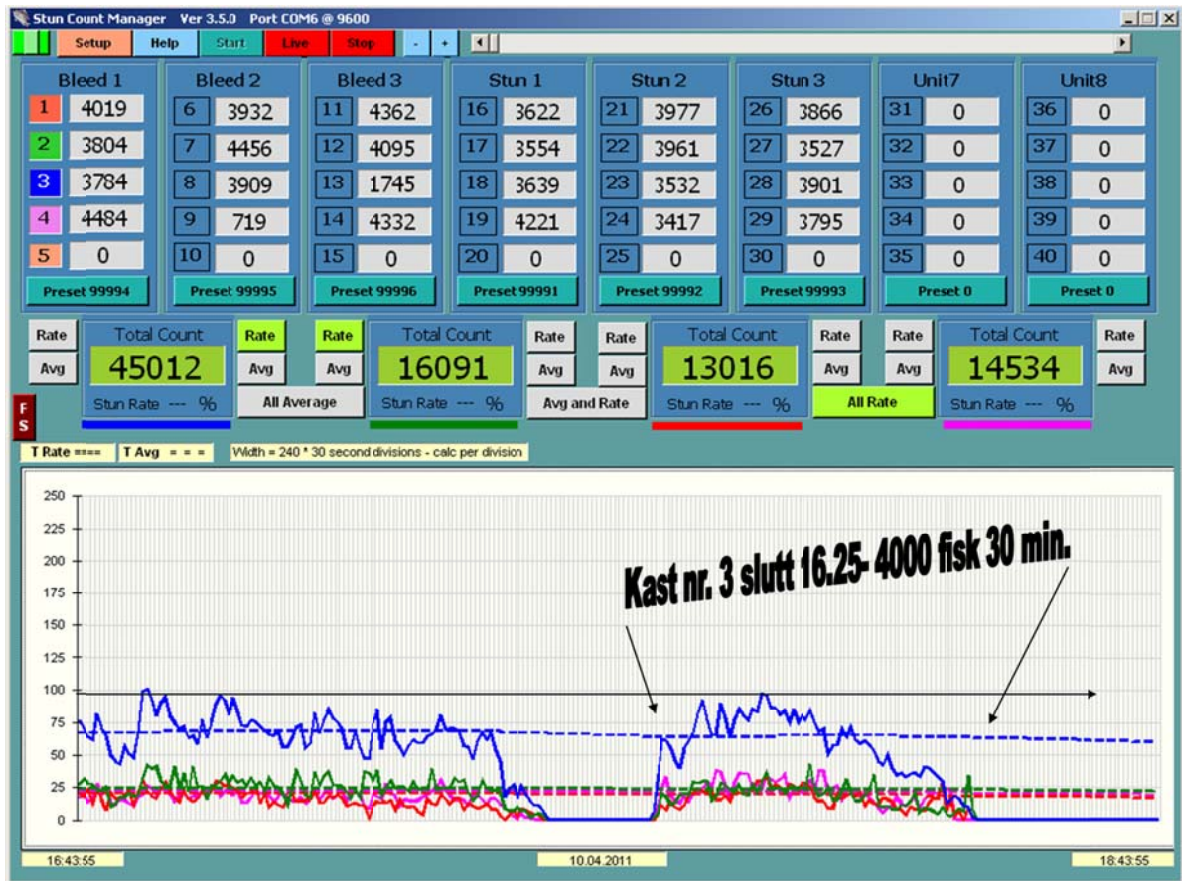 Stun Count Manager Ver 3.5.0 Port COM6 @ 9600
Setup Help Start Live Stop - +
Bleed 1 Bleed 2 Bleed 3 Stun 1 Stun 2 Stun 3 Unit7 Unit8
1 4019 6 3932 11 4362 16 3622 21 3977 26 3866 31 0 36 0
2 3804 7 4456 12 4095 17 3554 22 3961 27 3527 32 0 37 0
3 3784 8 3909 13 1745 18 3639 23 3532 28 3901 33 0 38 0
4 4484 9 719 14 4332 19 4221 24 3417 29 3795 34 0 39 0
5 0 10 0 15 0 20 0 25 0 30 0 35 0 40 0
Preset 99994 Preset 99995 Preset 99996 Preset 99991 Preset 99992 Preset 99993 Preset 0 Preset 0
Rate Total Count Rate Rate Total Count Rate Rate Total Count Rate Rate Total Count Rate
Avg 45012 Avg Avg 16091 Avg Avg 13016 Avg Avg 14534 Avg
Stun Rate --- % All Average Stun Rate --- % Avg and Rate Stun Rate --- % All Rate Stun Rate --- %
F
S
T Rate ==== T Avg = = = Width = 240 * 30 second divisions - calc per division
250
225
200
175
150
125
100
75
50
25
0
Kast nr. 3 slutt 16.25- 4000 fisk 30 min.
16:43:55 10.04.2011 18:43:55